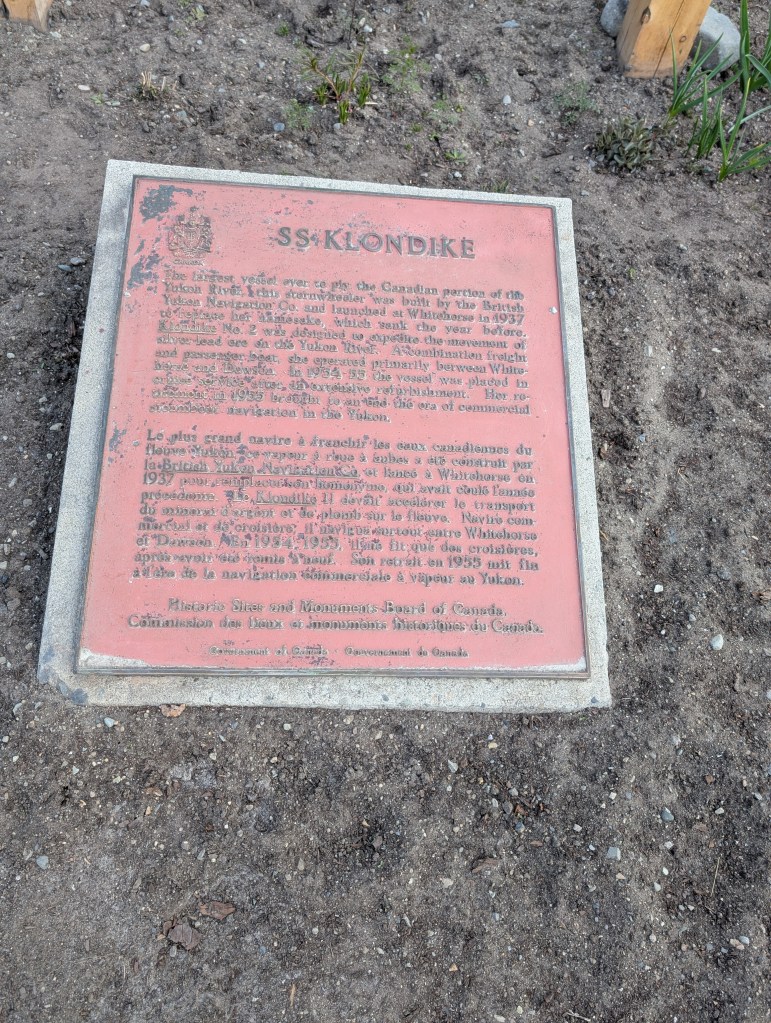 SS KLONDIKE
The largest vessel ever to ply the Canadian portion of the
Yukon River, this sternwheeler was built by the British
Yukon Navigation Co. and launched at Whitehorse in 1937
to replace her namesake, which sank the year before.
Klondike No. 2 was designed to expedite the movement of
silver-lead ore on the Yukon River. A combination freight
and passenger boat, she operated primarily between White-
horse and Dawson. In 1954-55 the vessel was placed in
cruise service after an extensive refurbishment. Her re-
tirement in 1955 brought to an end the era of commercial
steamboat navigation in the Yukon.
Le plus grand navire à franchir les eaux canadiennes du
fleuve Yukon, ce vapeur à roue à aubes a été construit par
la British Yukon Navigation Co. et lancé à Whitehorse en
1937 pour remplacer son homonyme, qui avait coulé l'année
précédente. Le Klondike II devait accélérer le transport
du minerai d'argent et de plomb sur le fleuve. Navire com-
mercial et de croisière, il navigua surtout entre Whitehorse
et Dawson. En 1954-1955, il ne fit que des croisières,
après avoir été remis à neuf. Son retrait en 1955 mit fin
à l'ère de la navigation commerciale à vapeur au Yukon.
Historic Sites and Monuments Board of Canada.
Commission des lieux et monuments historiques du Canada.
Government of Canada - Gouvernement du Canada